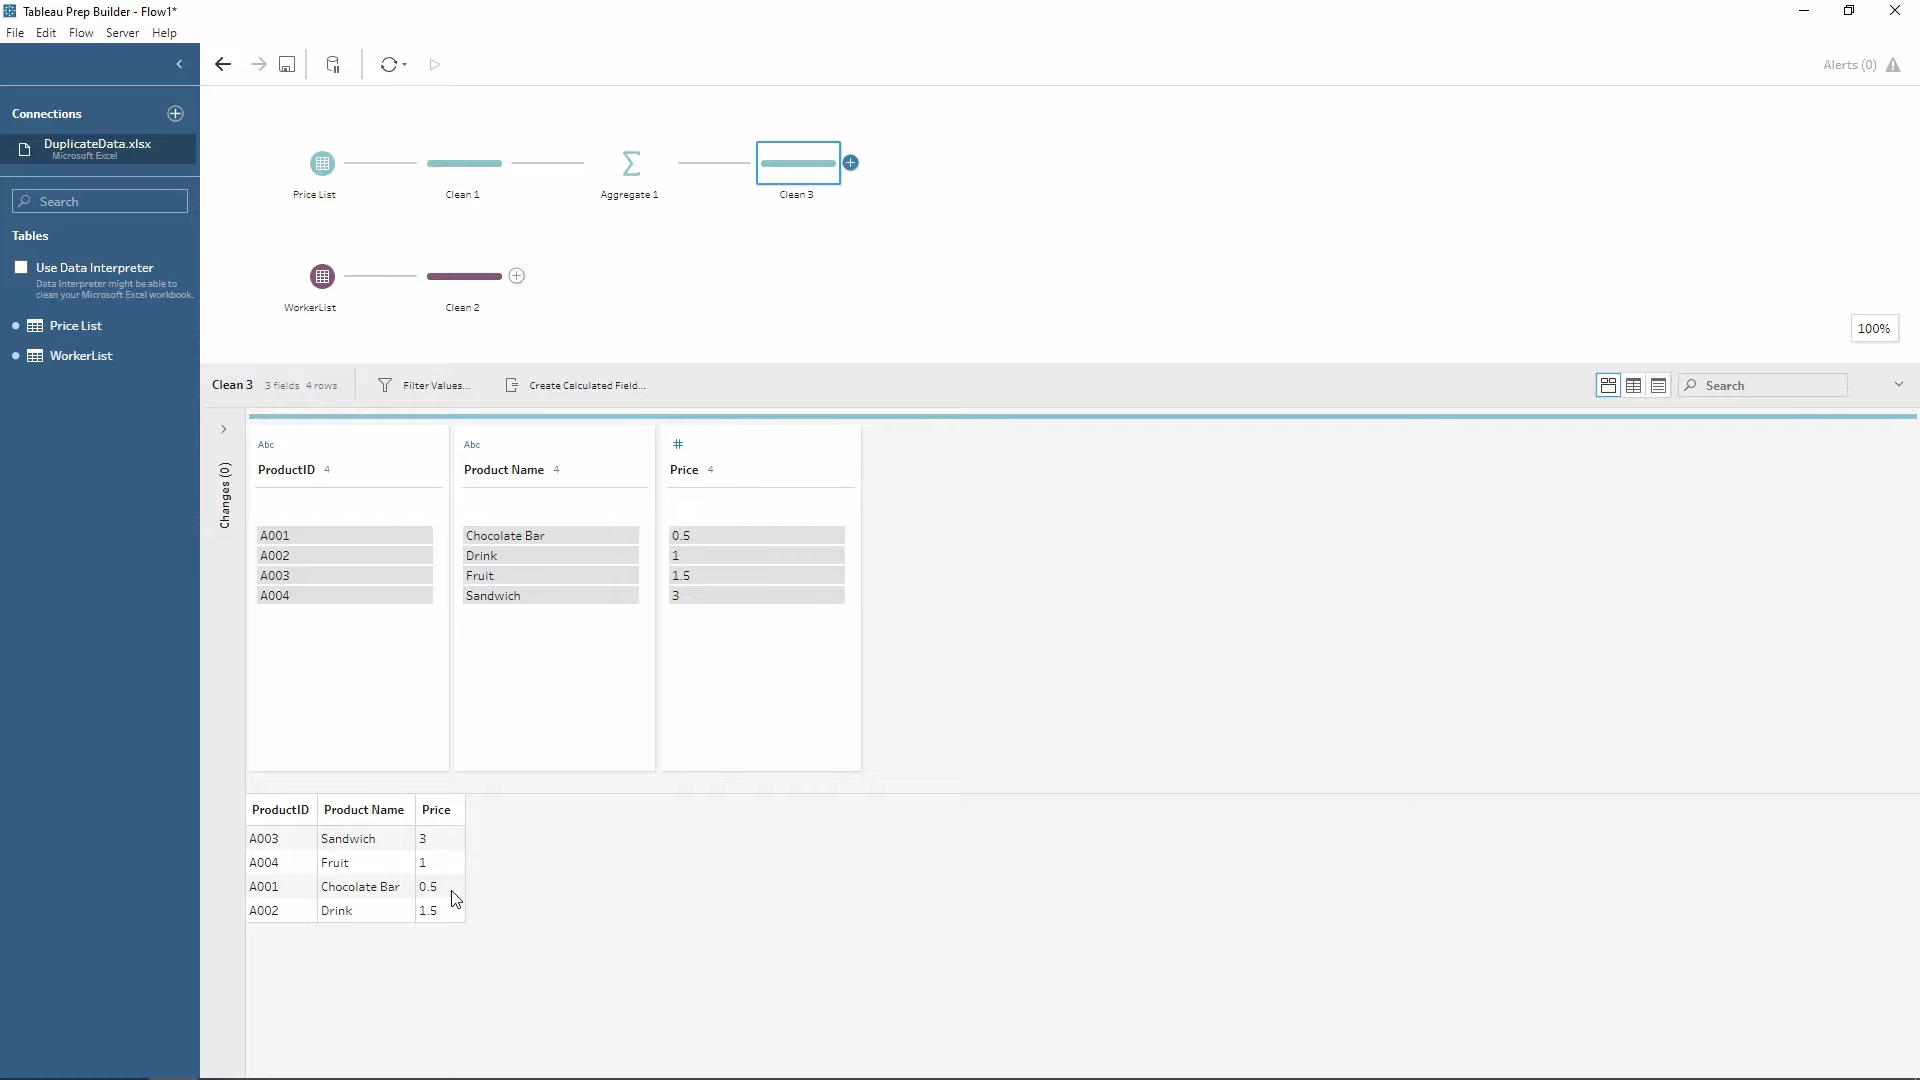 Tableau Prep Builder - Flow1*
File Edit Flow Server Help
Alerts (0)
Connections
DuplicateData.xlsx
Microsoft Excel
Search
Tables
Use Data Interpreter
Data Interpreter might be able to
clean your Microsoft Excel workbook.
Price List
WorkerList
Price List Clean 1 Aggregate 1 Clean 3
WorkerList Clean 2
100%
Clean 3 3 fields 4 rows Filter Values... Create Calculated Field... Search
Changes (0)
Abc Abc #
ProductID 4 Product Name 4 Price 4
A001 Chocolate Bar 0.5
A002 Drink 1
A003 Fruit 1.5
A004 Sandwich 3
ProductID Product Name Price
A003 Sandwich 3
A004 Fruit 1
A001 Chocolate Bar 0.5
A002 Drink 1.5